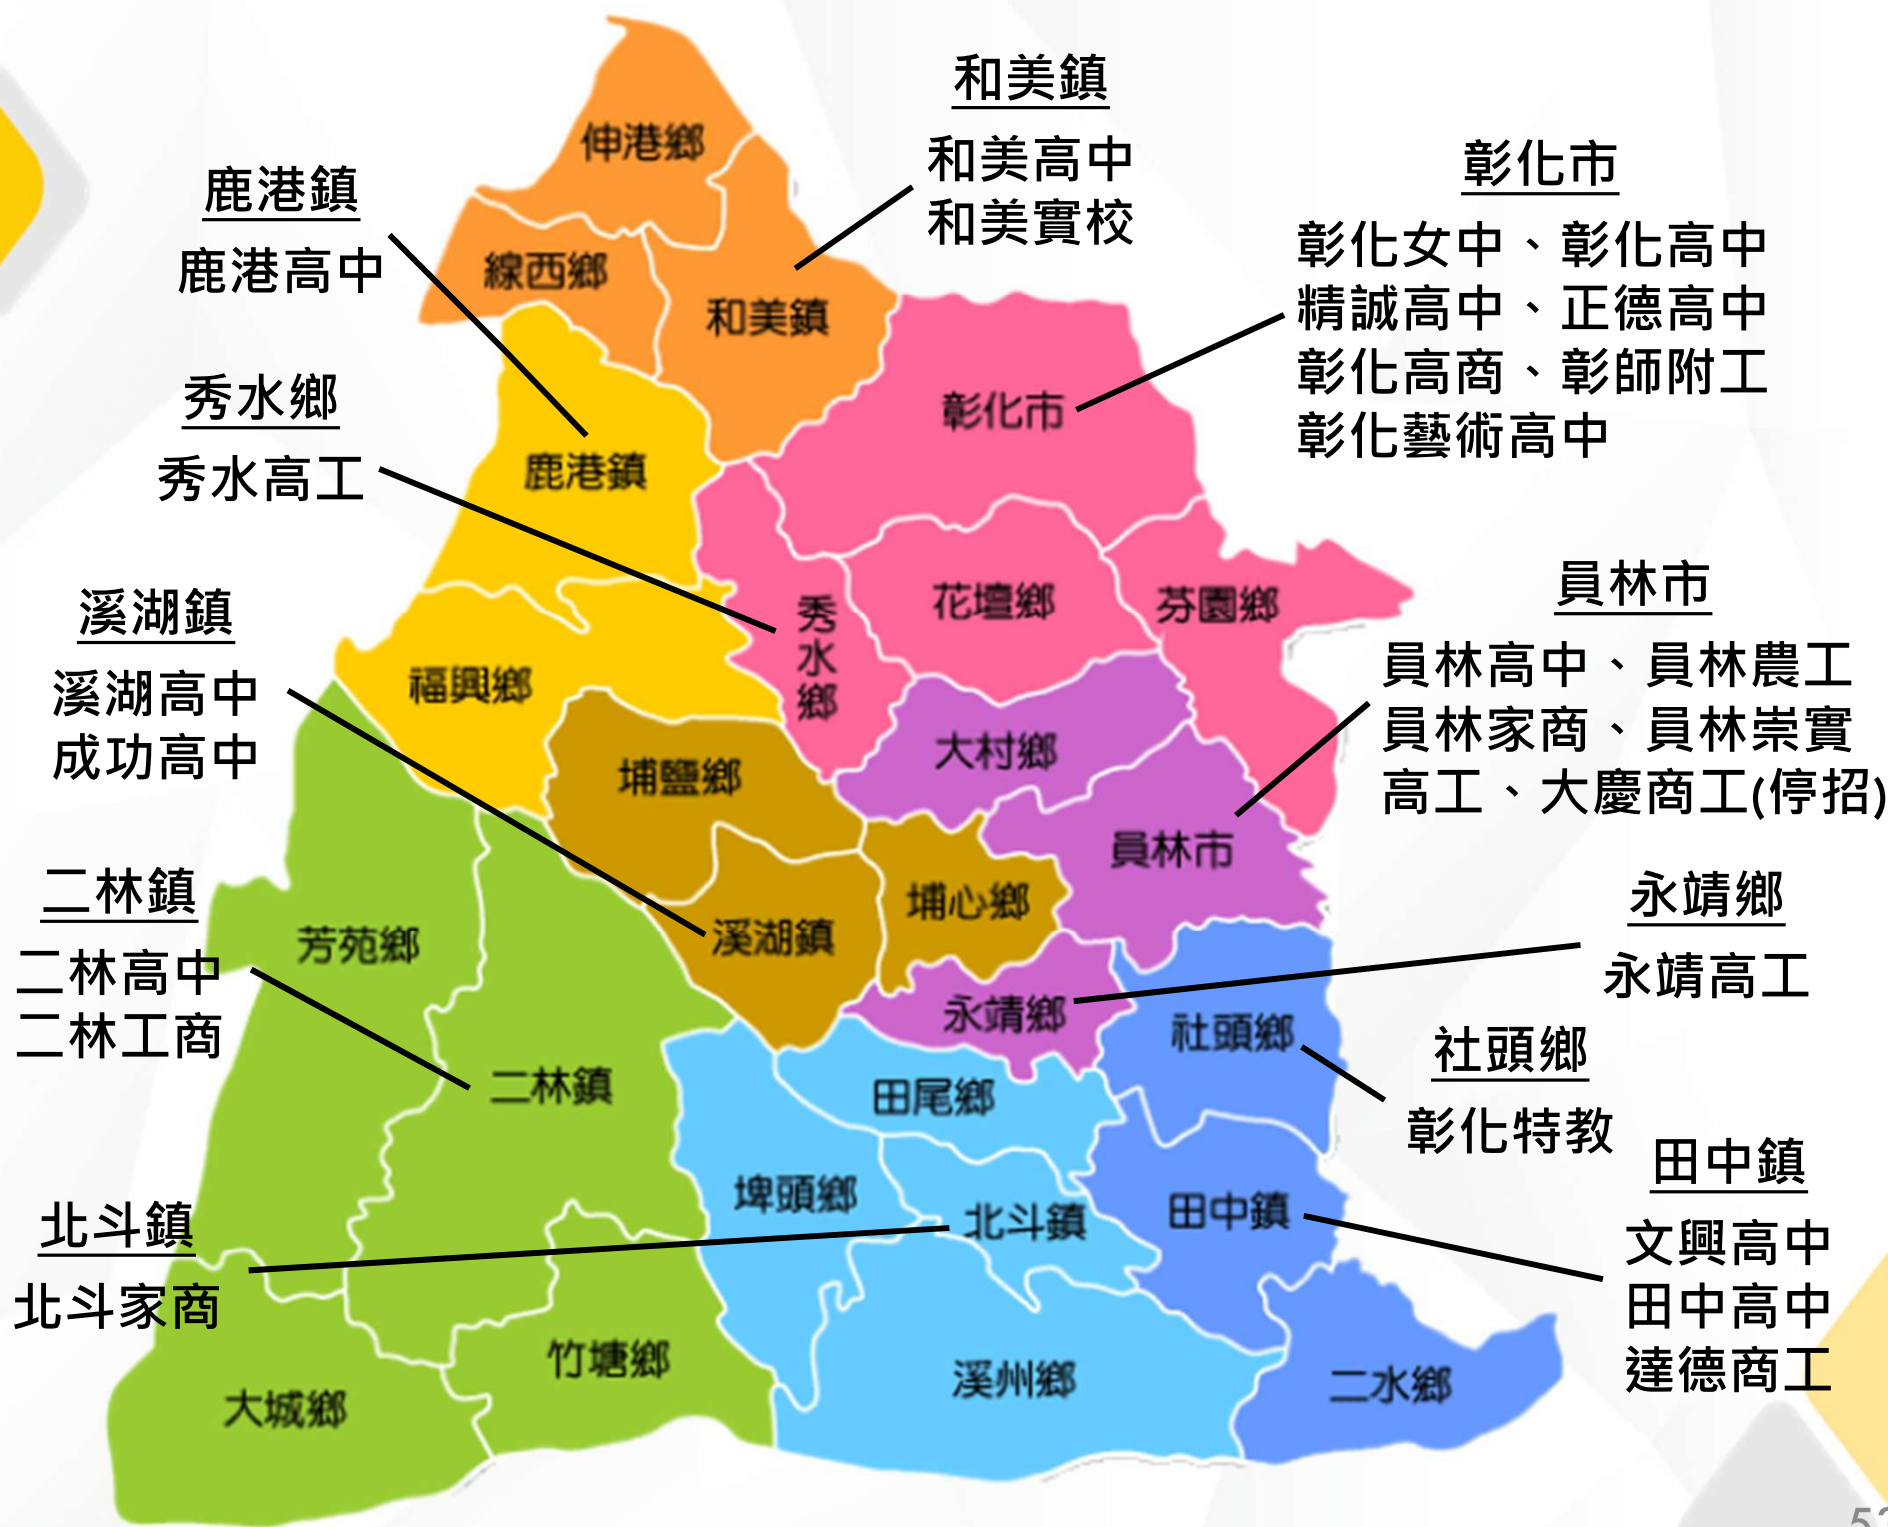 和美鎮
和美高中
和美實校
彰化市
彰化女中、彰化高中
精誠高中、正德高中
彰化高商、彰師附工
彰化藝術高中
鹿港鎮
鹿港高中
秀水鄉
秀水高工
溪湖鎮
溪湖高中
成功高中
員林市
員林高中、員林農工
員林家商、員林崇實
高工、大慶商工(停招)
二林鎮
二林高中
二林工商
永靖鄉
永靖高工
社頭鄉
彰化特教
田中鎮
文興高中
田中高中
達德商工
北斗鎮
北斗家商
伸港鄉
線西鄉
和美鎮
彰化市
鹿港鎮
秀水鄉
花壇鄉
芬園鄉
福興鄉
大村鄉
埔鹽鄉
員林市
埔心鄉
溪湖鎮
芳苑鄉
永靖鄉
社頭鄉
二林鎮
田尾鄉
埤頭鄉
北斗鎮
田中鎮
竹塘鄉
溪州鄉
二水鄉
大城鄉